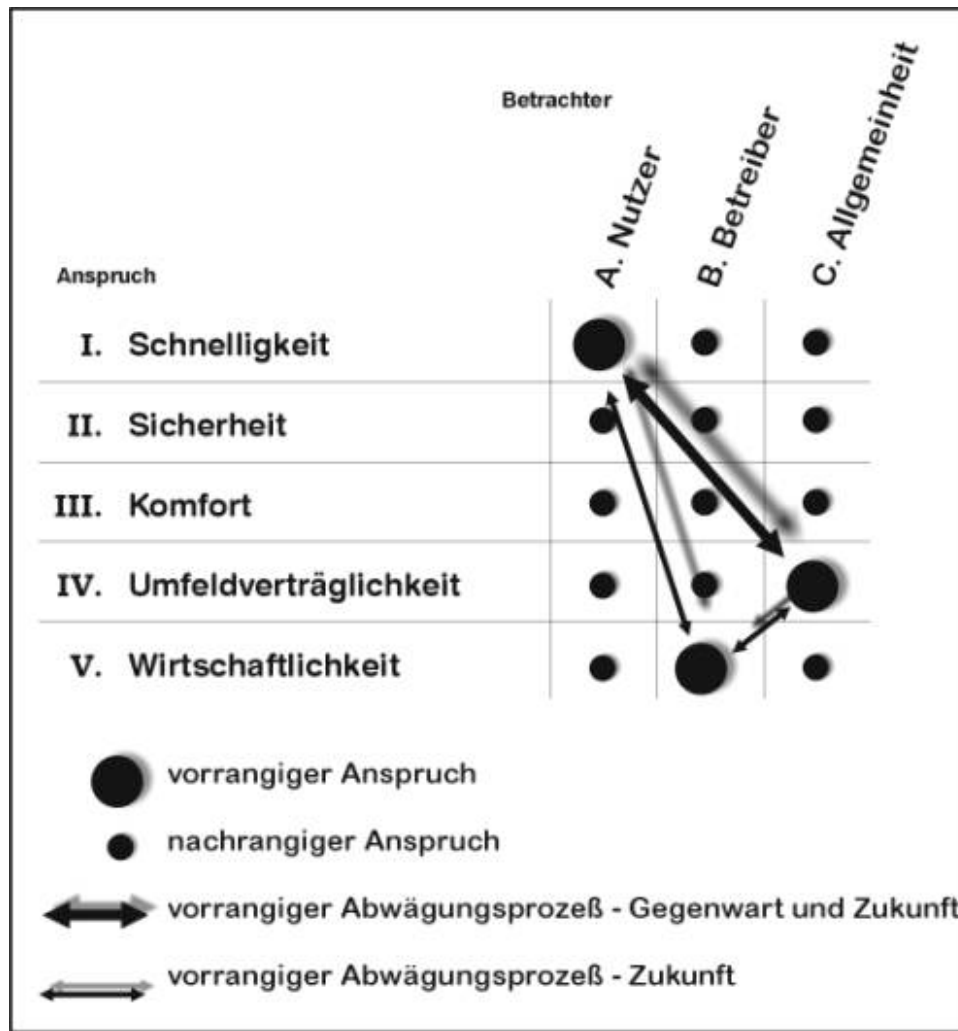 Betrachter
A. Nutzer
B. Betreiber
C. Allgemeinheit
Anspruch
I. Schnelligkeit
II. Sicherheit
III. Komfort
IV. Umfeldverträglichkeit
V. Wirtschaftlichkeit
vorrangiger Anspruch
nachrangiger Anspruch
vorrangiger Abwägungsprozeß - Gegenwart und Zukunft
vorrangiger Abwägungsprozeß - Zukunft